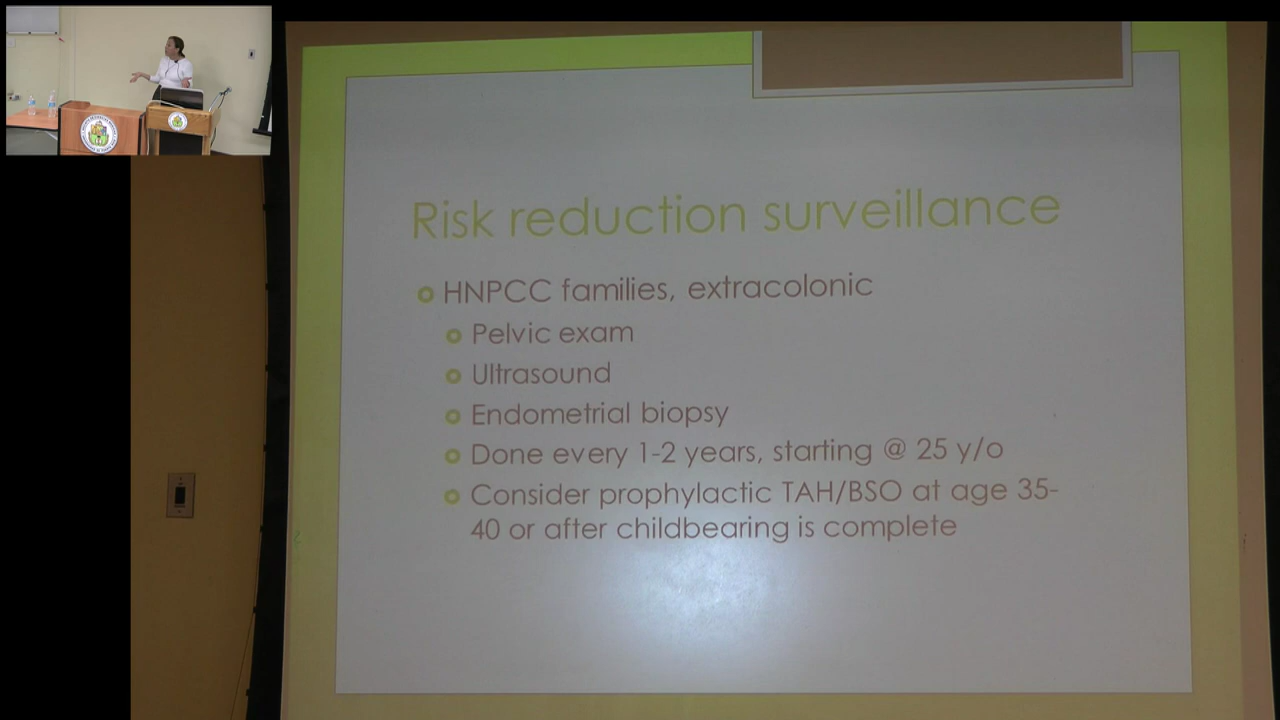 Risk reduction surveillance
HNPCC families, extracolonic
Pelvic exam
Ultrasound
Endometrial biopsy
Done every 1-2 years, starting @ 25 y/o
Consider prophylactic TAH/BSO at age 35-
40 or after childbearing is complete